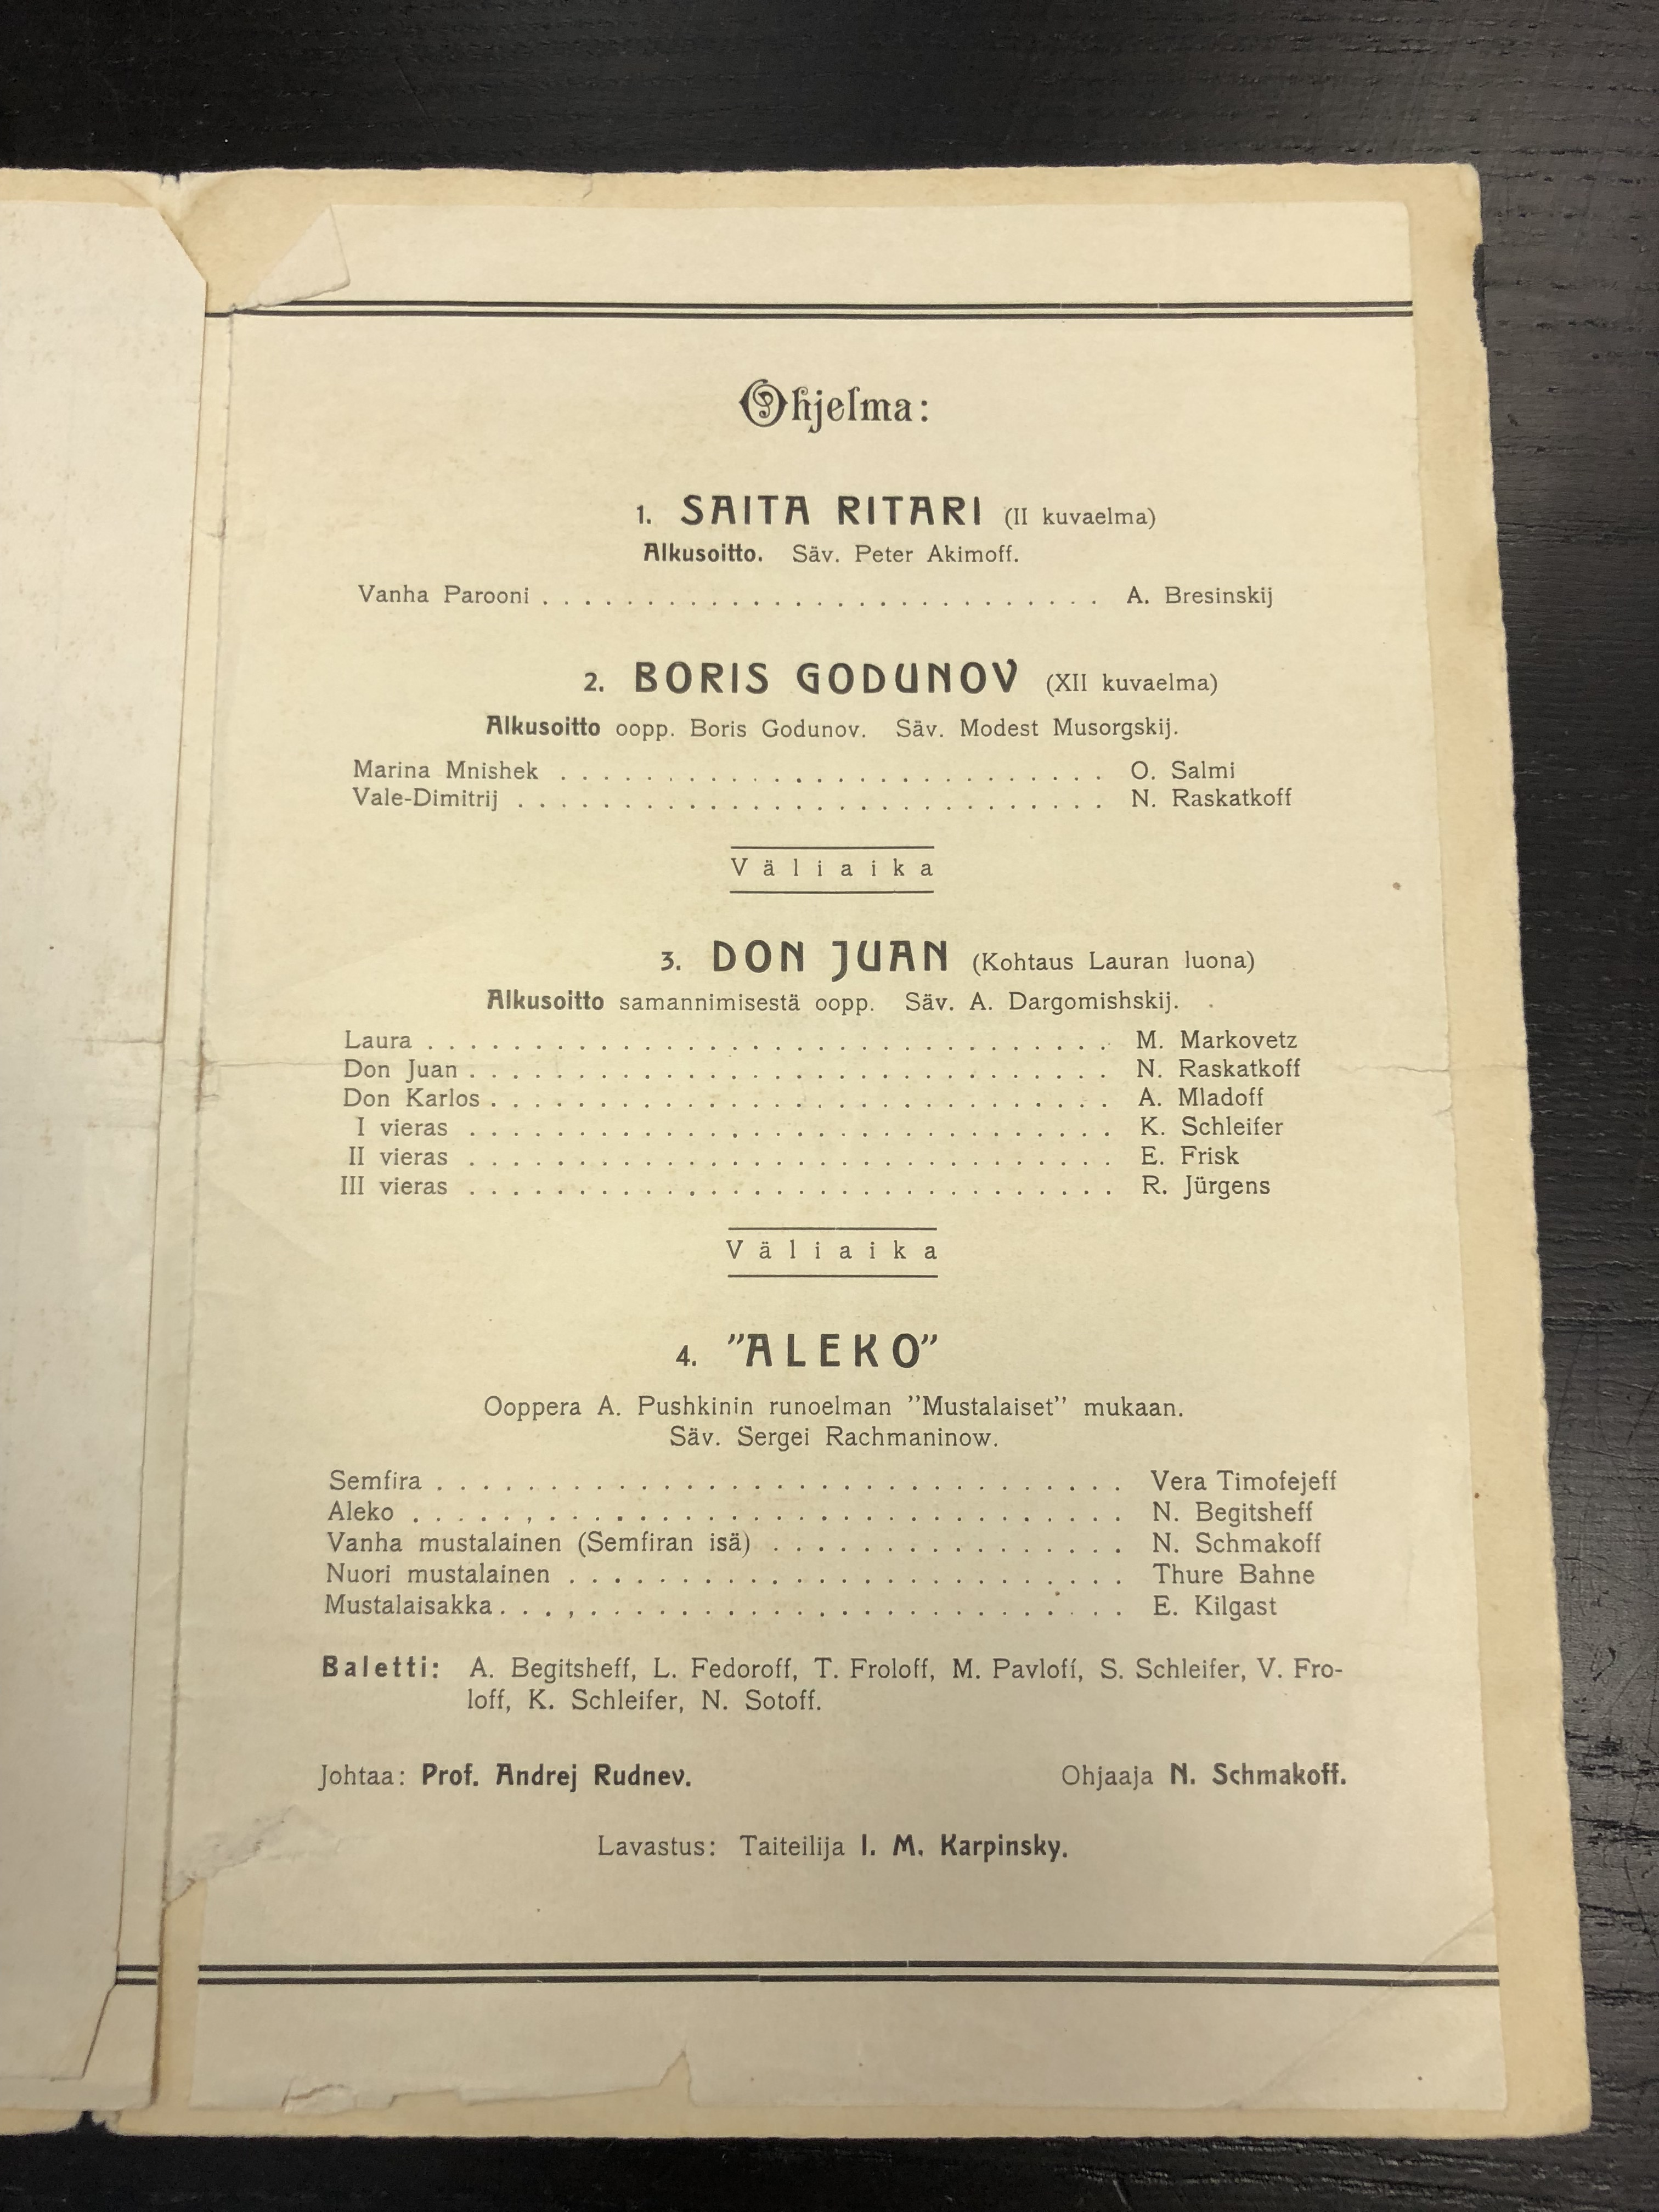 Ohjelma:
1. SAITA RITARI (II kuvaelma)
Alkusoitto. Säv. Peter Akimoff.
Vanha Parooni . . . . . . . . . . . . . . . . . . . . . . . . . . . A. Bresinskij
2. BORIS GODUNOV (XII kuvaelma)
Alkusoitto oopp. Boris Godunov. Säv. Modest Musorgskij.
Marina Mnishek . . . . . . . . . . . . . . . . . . . . . . . . . . O. Salmi
Vale-Dimitrij . . . . . . . . . . . . . . . . . . . . . . . . . . . . N. Raskatkoff
Väliaika
3. DON JUAN (Kohtaus Lauran luona)
Alkusoitto samannimisestä oopp. Säv. A. Dargomishskij.
Laura . . . . . . . . . . . . . . . . . . . . . . . . . . . . . . . . M. Markovetz
Don Juan . . . . . . . . . . . . . . . . . . . . . . . . . . . . . . N. Raskatkoff
Don Karlos . . . . . . . . . . . . . . . . . . . . . . . . . . . . . A. Mladoff
I vieras . . . . . . . . . . . . . . . . . . . . . . . . . . . . . . K. Schleifer
II vieras . . . . . . . . . . . . . . . . . . . . . . . . . . . . . . E. Frisk
III vieras . . . . . . . . . . . . . . . . . . . . . . . . . . . . . . R. Jürgens
Väliaika
4. ”ALEKO”
Ooppera A. Pushkinin runoelman ”Mustalaiset” mukaan.
Säv. Sergei Rachmaninow.
Semfira . . . . . . . . . . . . . . . . . . . . . . . . . . . . . . . Vera Timofejeff
Aleko . . . . . . . . . . . . . . . . . . . . . . . . . . . . . . . . N. Begitsheff
Vanha mustalainen (Semfiran isä) . . . . . . . . . . . . . . . . N. Schmakoff
Nuori mustalainen . . . . . . . . . . . . . . . . . . . . . . . . . Thure Bahne
Mustalaisakka . . . . . . . . . . . . . . . . . . . . . . . . . . . . E. Kilgast
Baletti: A. Begitsheff, L. Fedoroff, T. Froloff, M. Pavloff, S. Schleifer, V. Fro-
loff, K. Schleifer, N. Sotoff.
Johtaa: Prof. Andrej Rudnev. Ohjaaja N. Schmakoff.
Lavastus: Taiteilija I. M. Karpinsky.